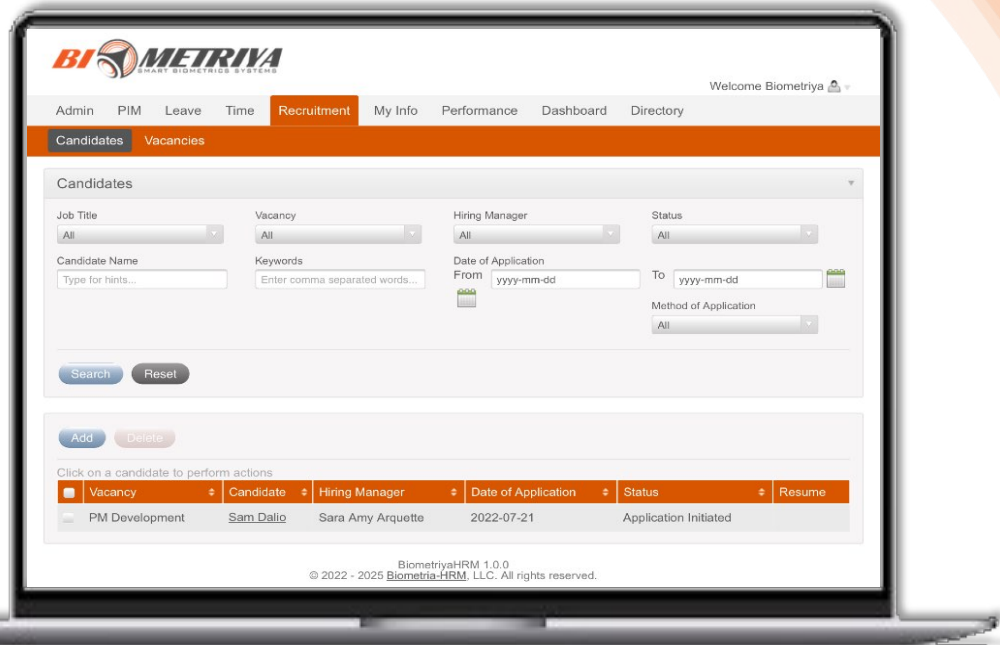 BIOMETRIYA
SMART BIOMETRICS SYSTEMS
Welcome Biometriya
Admin PIM Leave Time Recruitment My Info Performance Dashboard Directory
Candidates Vacancies
Candidates
Job Title Vacancy Hiring Manager Status
All All All All
Candidate Name Keywords Date of Application
Type for hints... Enter comma separated words... From yyyy-mm-dd To yyyy-mm-dd
Method of Application
All
Search Reset
Add Delete
Click on a candidate to perform actions
Vacancy Candidate Hiring Manager Date of Application Status Resume
PM Development Sam Dalio Sara Amy Arquette 2022-07-21 Application Initiated
BiometriyaHRM 1.0.0
© 2022 - 2025 Biometria-HRM, LLC. All rights reserved.